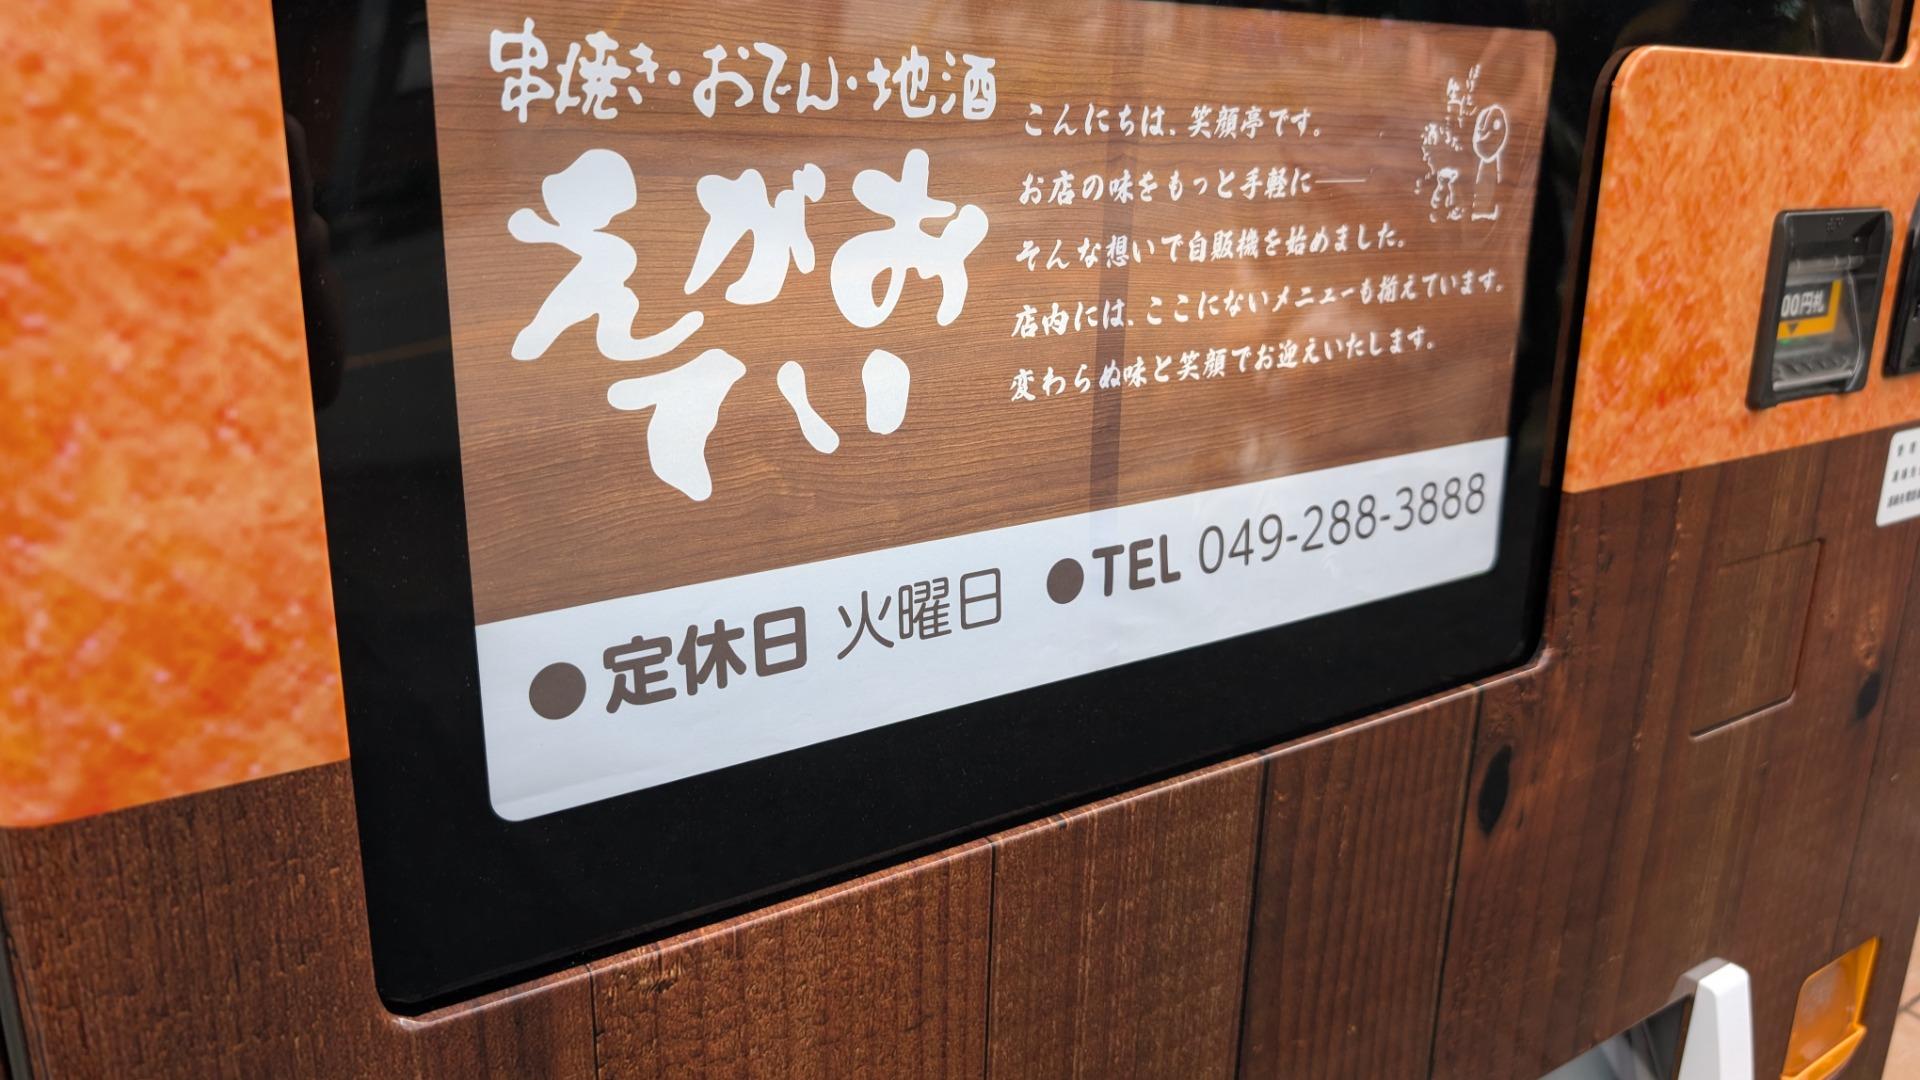 串焼き・おでん・地酒
えがお
てい
こんにちは、笑顔亭です。
お店の味をもっと手軽に──
そんな想いで自販機を始めました。
店内には、ここにないメニューも揃えています。
変わらぬ味と笑顔でお迎えいたします。
●定休日 火曜日 ●TEL 049-288-3888
00円札